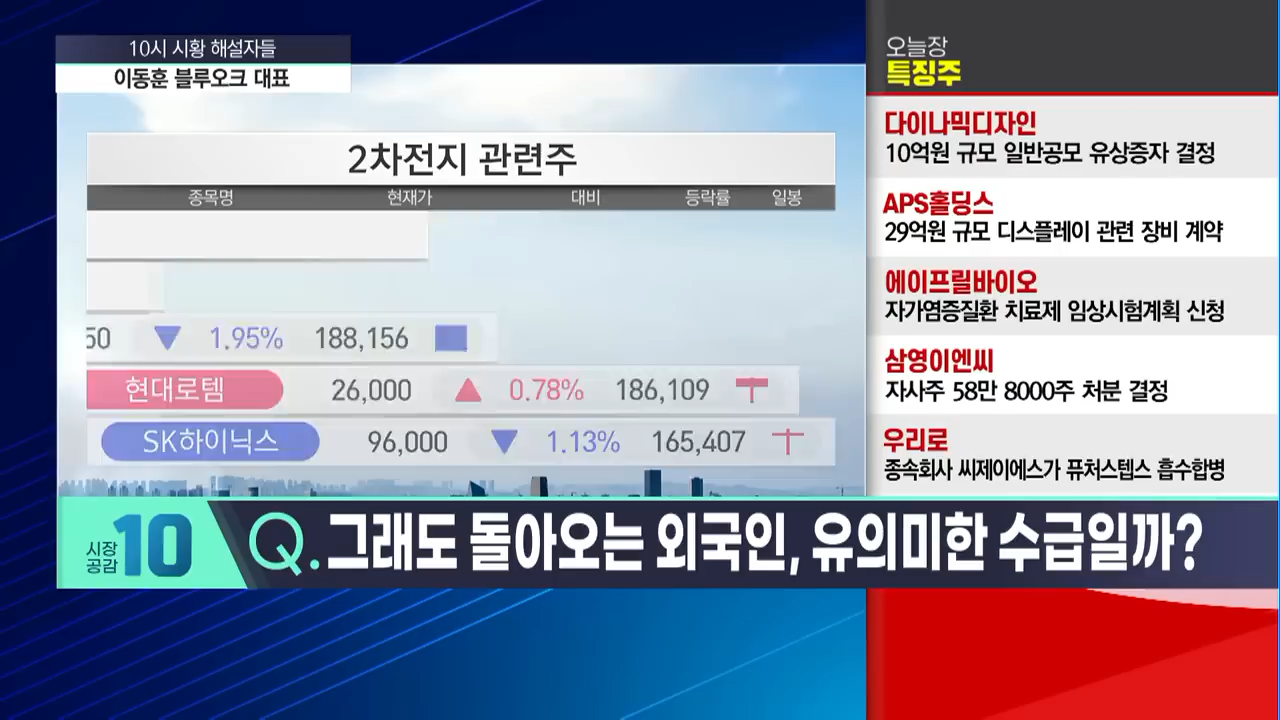 10시 시황 해설자들
이동훈 블루오크 대표
2차전지 관련주
종목명 현재가 대비 등락률 일봉
50 ▼ 1.95% 188,156
현대로템 26,000 ▲ 0.78% 186,109
SK하이닉스 96,000 ▼ 1.13% 165,407
시장
공감
10
Q.그래도 돌아오는 외국인, 유의미한 수급일까?
오늘장
특징주
다이나믹디자인
10억원 규모 일반공모 유상증자 결정
APS홀딩스
29억원 규모 디스플레이 관련 장비 계약
에이프릴바이오
자가염증질환 치료제 임상시험계획 신청
삼영이엔씨
자사주 58만 8000주 처분 결정
우리로
종속회사 씨제이에스가 퓨처스텝스 흡수합병